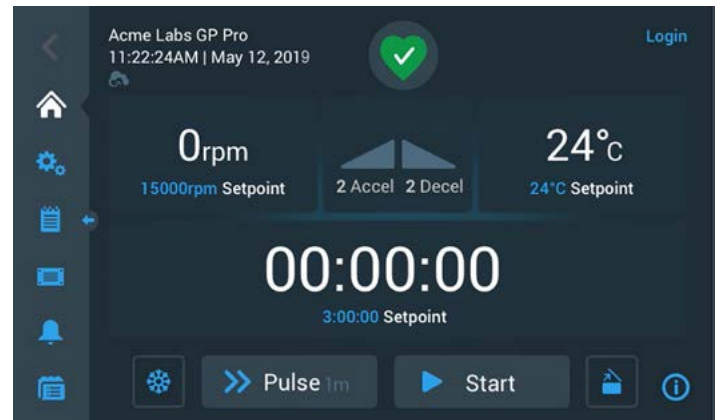 Acme Labs GP Pro
Login
11:22:24AM | May 12, 2019
0rpm
24°C
15000rpm Setpoint
2 Accel 2 Decel
24°C Setpoint
00:00:00
3:00:00 Setpoint
Pulse 1m
Start